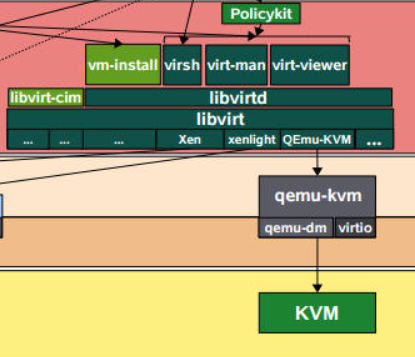 Policykit
vm-install virsh virt-man virt-viewer
libvirt-cim libvirtd
libvirt
... ... ... Xen xenlight QEmu-KVM ...
qemu-kvm
qemu-dm virtio
KVM